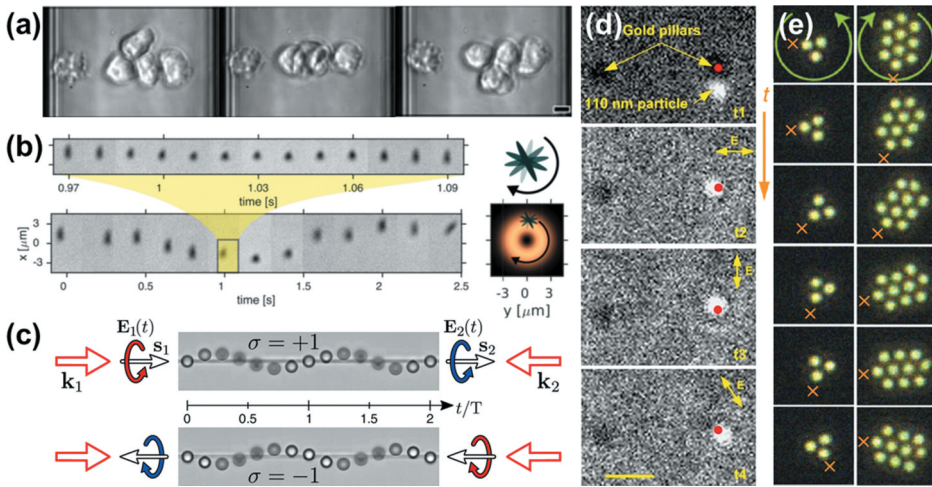 (a)
(b)
0.97 1 1.03 1.06 1.09
time [s]
x [μm]
3
0
-3
0 0.5 1 1.5 2 2.5
time [s]
-3 0 3
y [μm]
(c)
E₁(t)
s₁
k₁
σ = +1
E₂(t)
s₂
k₂
0 0.5 1 1.5 2 t/T
σ = −1
(d)
Gold pillars
110 nm particle
t1
E
t2
E
t3
E
t4
(e)
t